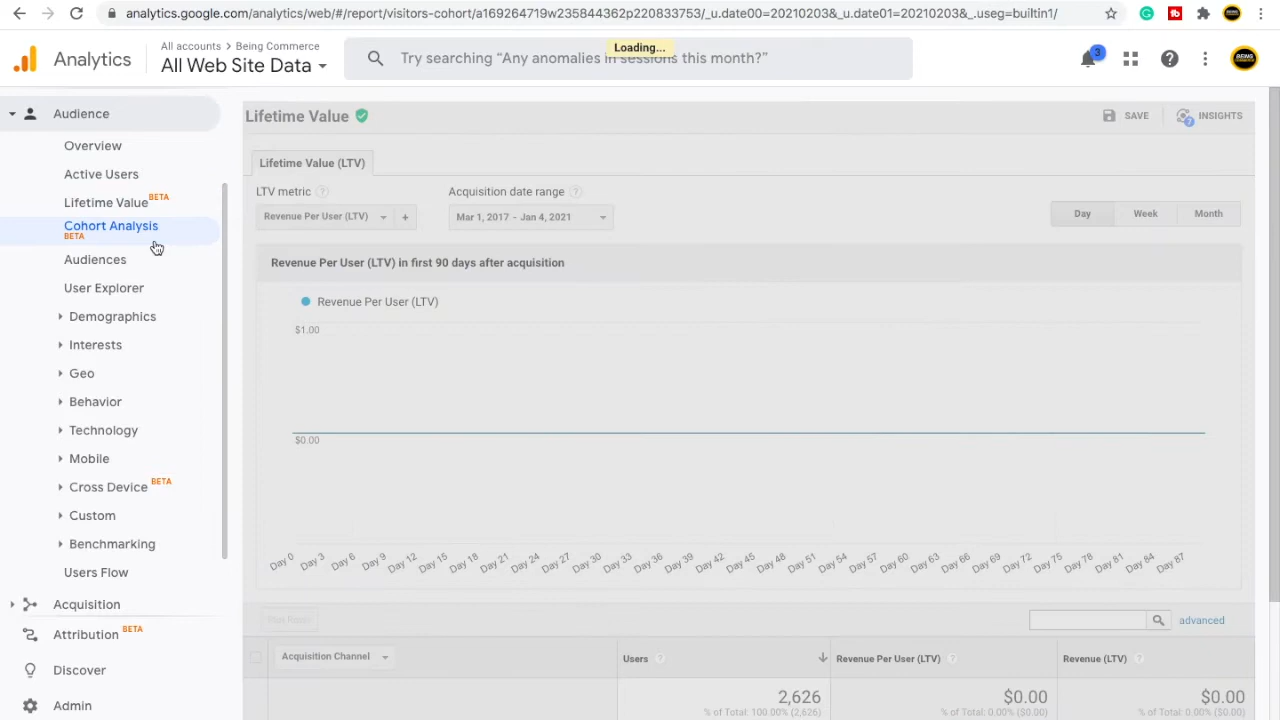 analytics.google.com/analytics/web/#/report/visitors-cohort/a169264719w235844362p220833753/_u.date00=20210203&_u.date01=20210203&_.useg=builtin1/
Analytics
All accounts > Being Commerce
All Web Site Data
Try searching “Any anomalies in sessions this month?”
Loading...
3
Audience
Overview
Active Users
Lifetime Value BETA
Cohort Analysis
BETA
Audiences
User Explorer
Demographics
Interests
Geo
Behavior
Technology
Mobile
Cross Device BETA
Custom
Benchmarking
Users Flow
Acquisition
Attribution BETA
Discover
Admin
Lifetime Value
SAVE
7
INSIGHTS
Lifetime Value (LTV)
LTV metric ?
Acquisition date range ?
Revenue Per User (LTV)
+
Mar 1, 2017 - Jan 4, 2021
Day
Week
Month
Revenue Per User (LTV) in first 90 days after acquisition
Revenue Per User (LTV)
$1.00
$0.00
Day 0
Day 3
Day 6
Day 9
Day 12
Day 15
Day 18
Day 21
Day 24
Day 27
Day 30
Day 33
Day 36
Day 39
Day 42
Day 45
Day 48
Day 51
Day 54
Day 57
Day 60
Day 63
Day 66
Day 69
Day 72
Day 75
Day 78
Day 81
Day 84
Day 87
Plot Rows
advanced
Acquisition Channel
Users ?
Revenue Per User (LTV) ?
Revenue (LTV) ?
2,626
% of Total: 100.00% (2,626)
$0.00
% of Total: 0.00% ($0.00)
$0.00
% of Total: 0.00% ($0.00)